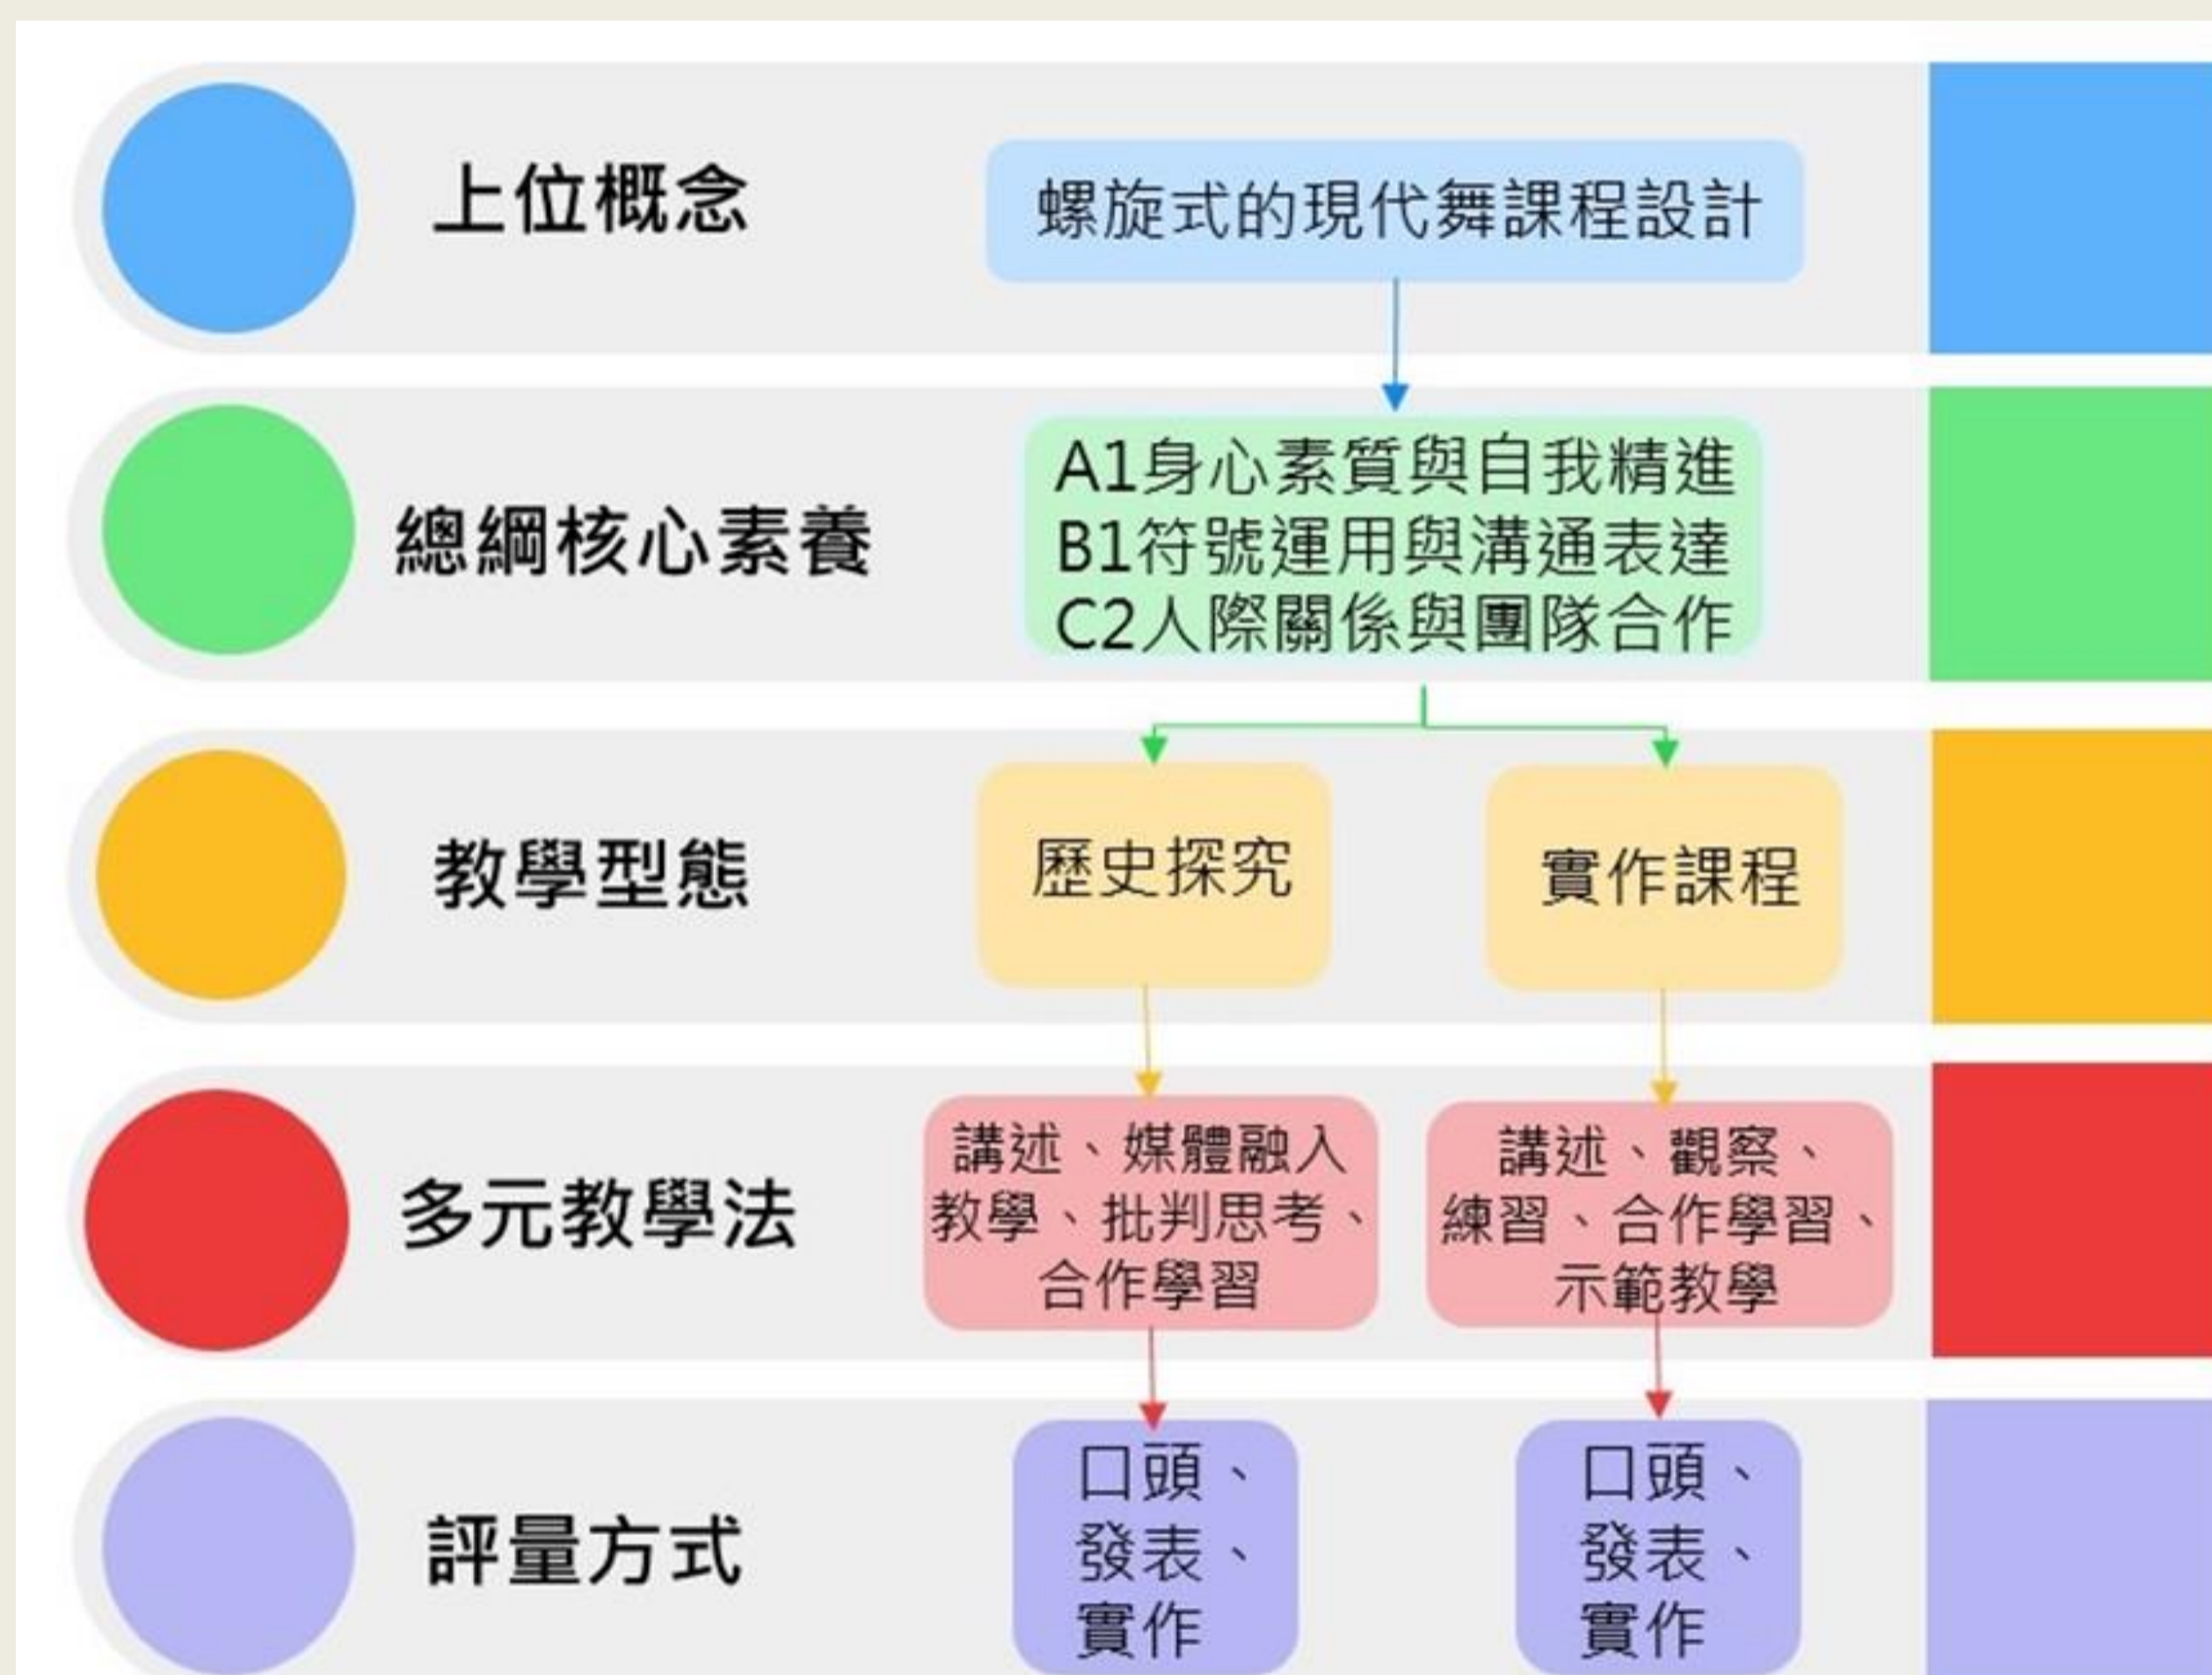 上位概念
螺旋式的現代舞課程設計
總綱核心素養
A1身心素質與自我精進
B1符號運用與溝通表達
C2人際關係與團隊合作
教學型態
歷史探究
實作課程
多元教學法
講述、媒體融入
教學、批判思考、
合作學習
講述、觀察、
練習、合作學習、
示範教學
評量方式
口頭、
發表、
實作
口頭、
發表、
實作